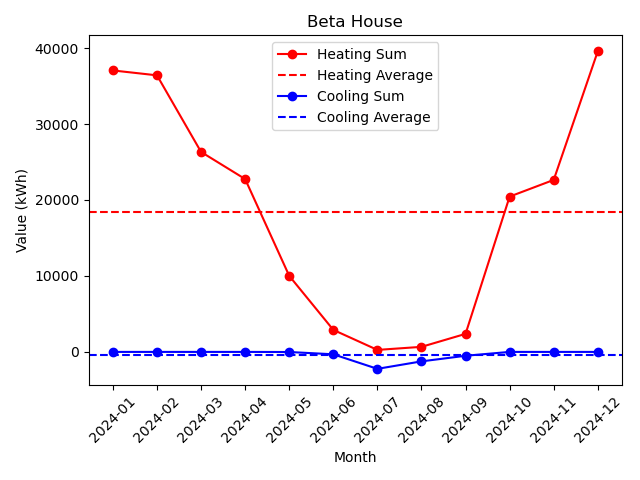 Beta House
Heating Sum
Heating Average
Cooling Sum
Cooling Average
40000
30000
20000
10000
0
Value (kWh)
2024-01
2024-02
2024-03
2024-04
2024-05
2024-06
2024-07
2024-08
2024-09
2024-10
2024-11
2024-12
Month